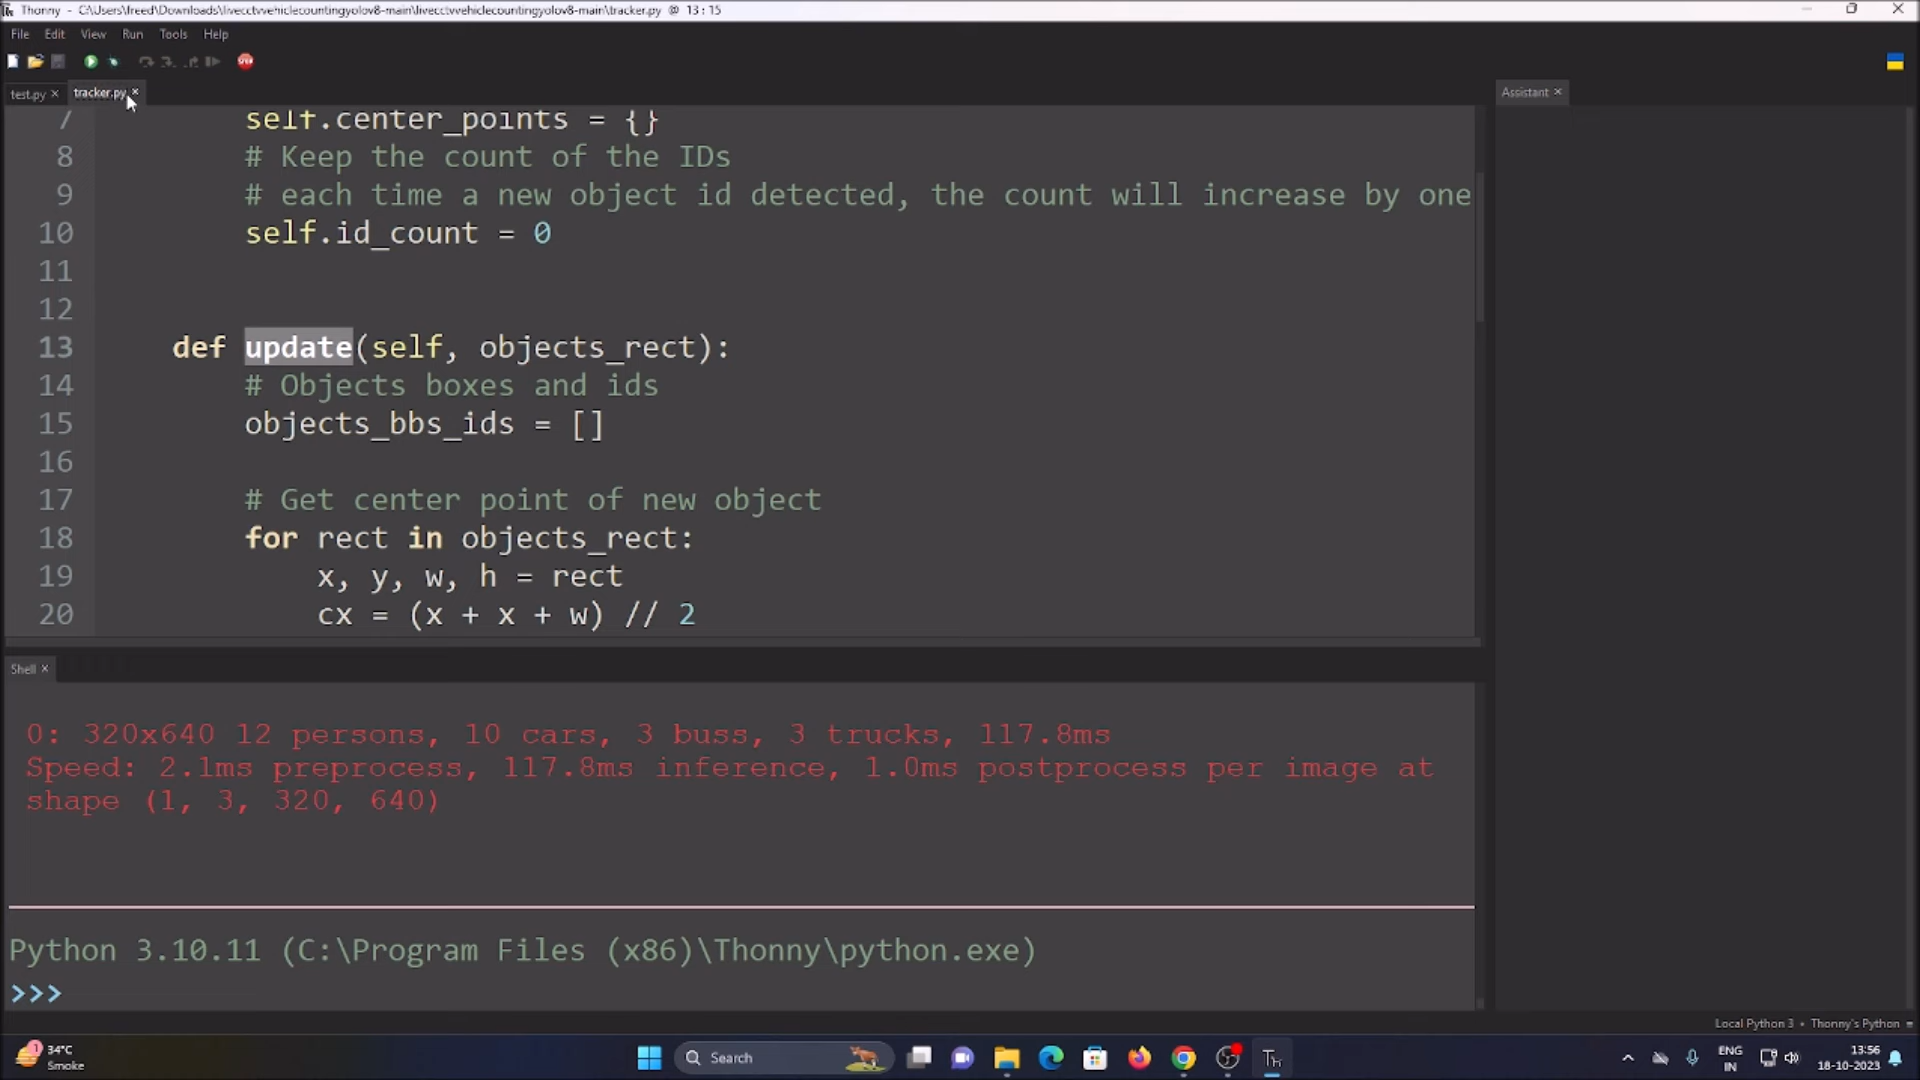 Thonny - C:\Users\freed\Downloads\livecctvvehiclecountingyolov8-main\livecctvvehiclecountingyolov8-main\tracker.py @ 13:15
File Edit View Run Tools Help
STOP
test.py × tracker.py ×
Assistant ×
7 self.center_points = {}
8 # Keep the count of the IDs
9 # each time a new object id detected, the count will increase by one
10 self.id_count = 0
11
12
13 def update(self, objects_rect):
14 # Objects boxes and ids
15 objects_bbs_ids = []
16
17 # Get center point of new object
18 for rect in objects_rect:
19 x, y, w, h = rect
20 cx = (x + x + w) // 2
Shell ×
0: 320x640 12 persons, 10 cars, 3 buss, 3 trucks, 117.8ms
Speed: 2.1ms preprocess, 117.8ms inference, 1.0ms postprocess per image at
shape (1, 3, 320, 640)
Python 3.10.11 (C:\Program Files (x86)\Thonny\python.exe)
>>>
Local Python 3 • Thonny's Python ≡
1
34°C
Smoke
Search
Th
ENG
IN
13:56
18-10-2023